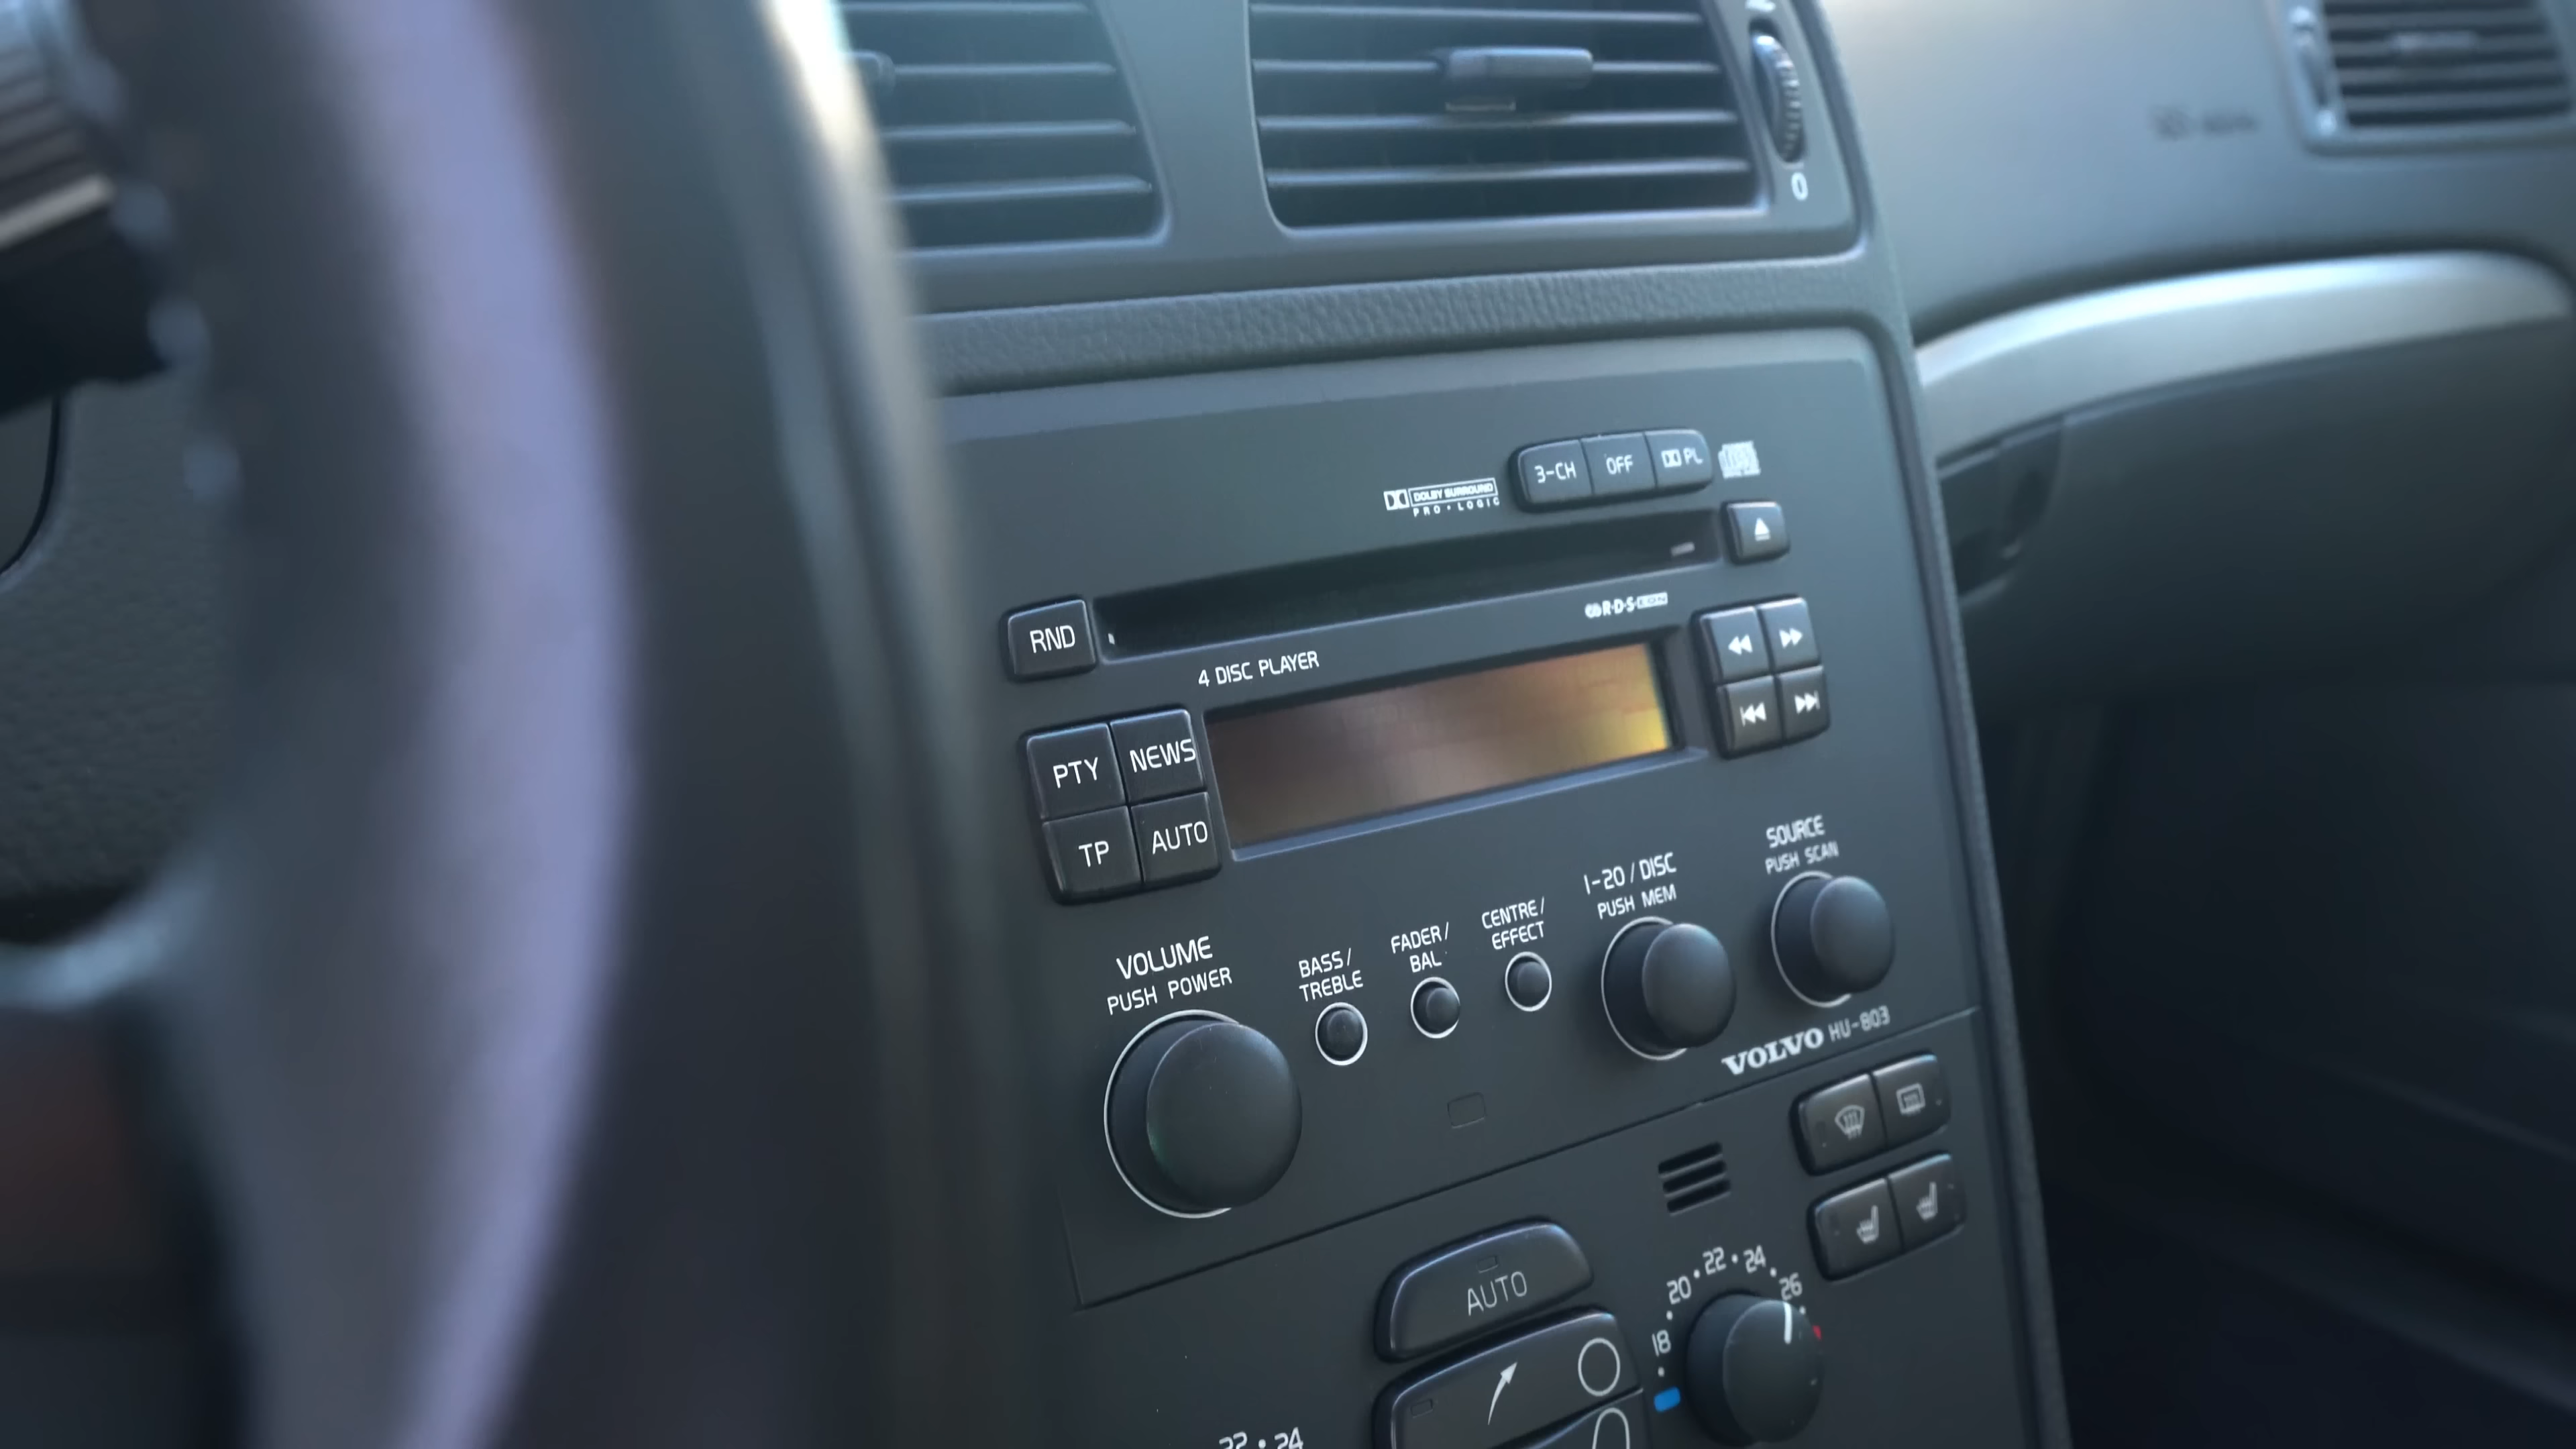 0
3-CH OFF PL
DOLBY SURROUND
PRO•LOGIC
RND
R•D•S EON
4 DISC PLAYER
PTY NEWS
TP AUTO
SOURCE
PUSH SCAN
1-20 / DISC
PUSH MEM
CENTRE/
EFFECT
FADER/
BAL
BASS/
TREBLE
VOLUME
PUSH POWER
VOLVO HU-803
AUTO
18 • 20 • 22 • 24 • 26
22 • 24